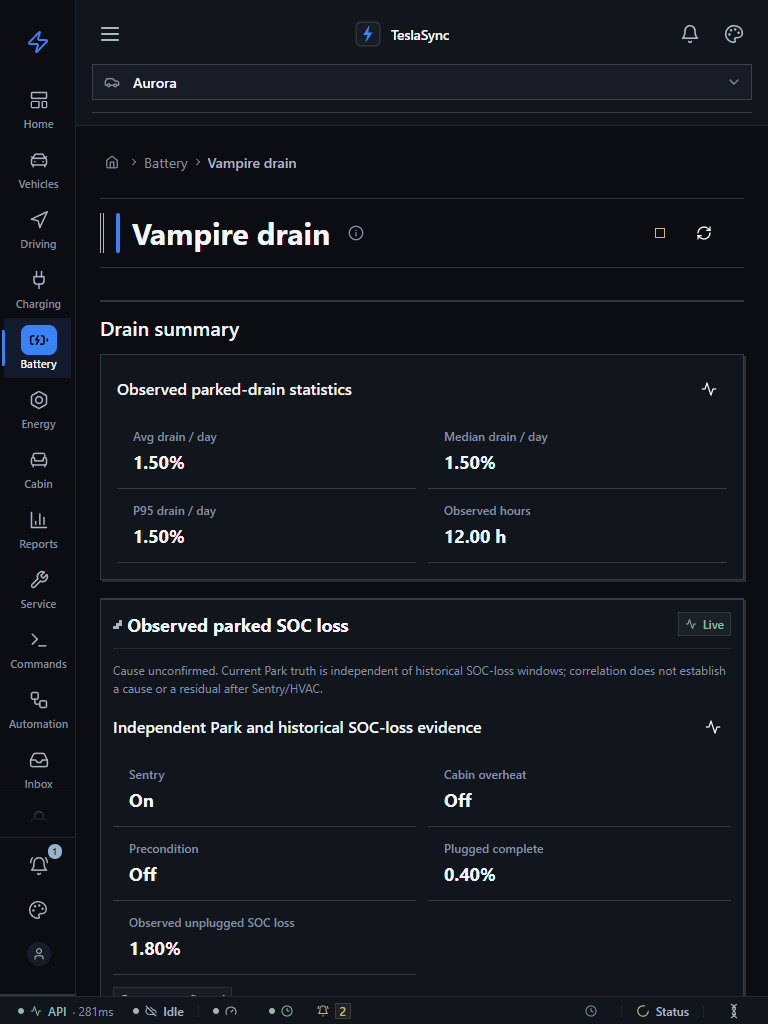 TeslaSync
Aurora
Home
Vehicles
Driving
Charging
Battery
Energy
Cabin
Reports
Service
Commands
Automation
Inbox
1
Battery
Vampire drain
Vampire drain
Drain summary
Observed parked-drain statistics
Avg drain / day
1.50%
Median drain / day
1.50%
P95 drain / day
1.50%
Observed hours
12.00 h
Observed parked SOC loss
Live
Cause unconfirmed. Current Park truth is independent of historical SOC-loss windows; correlation does not establish
a cause or a residual after Sentry/HVAC.
Independent Park and historical SOC-loss evidence
Sentry
On
Cabin overheat
Off
Precondition
Off
Plugged complete
0.40%
Observed unplugged SOC loss
1.80%
API · 281ms
Idle
2
Status